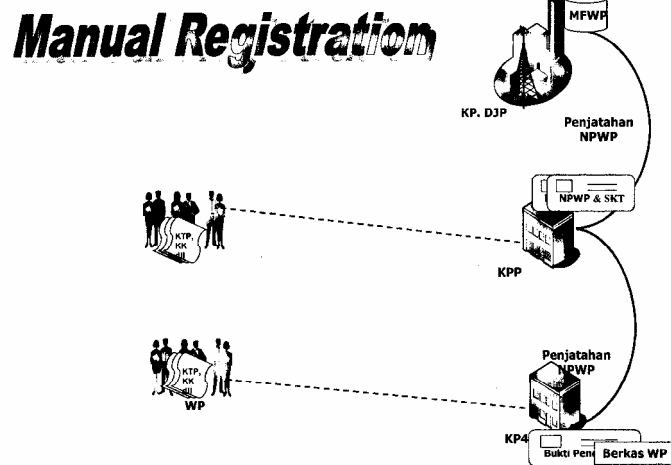 Manual Registration
MFWP
KP. DJP
Penjatahan
NPWP
NPWP & SKT
KTP,
KK
dll
KPP
Penjatahan
NPWP
KTP,
KK
dll
WP
KP4
Bukti
Berkas WP